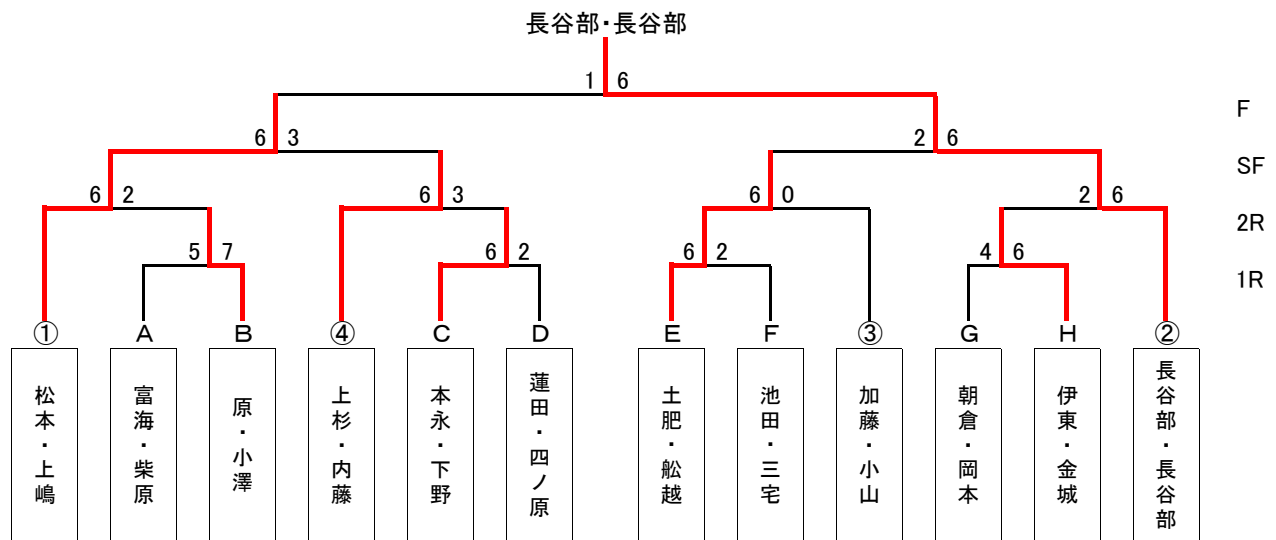 長谷部・長谷部
1 6
F
6 3
2 6
SF
6 2
6 3
6 0
2 6
2R
5 7
6 2
6 2
4 6
1R
① A B ④ C D E F ③ G H ②
松本・上嶋
富海・柴原
原・小澤
上杉・内藤
本永・下野
蓮田・四ノ原
土肥・舩越
池田・三宅
加藤・小山
朝倉・岡本
伊東・金城
長谷部・長谷部